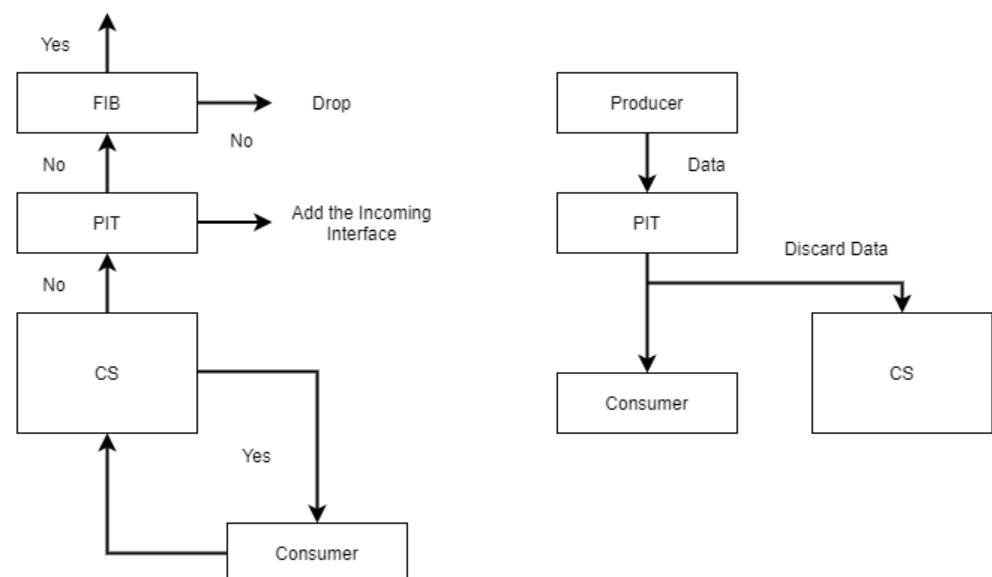 Yes
FIB
Drop
No
No
PIT
Add the Incoming
Interface
No
CS
Yes
Consumer
Producer
Data
PIT
Discard Data
Consumer
CS